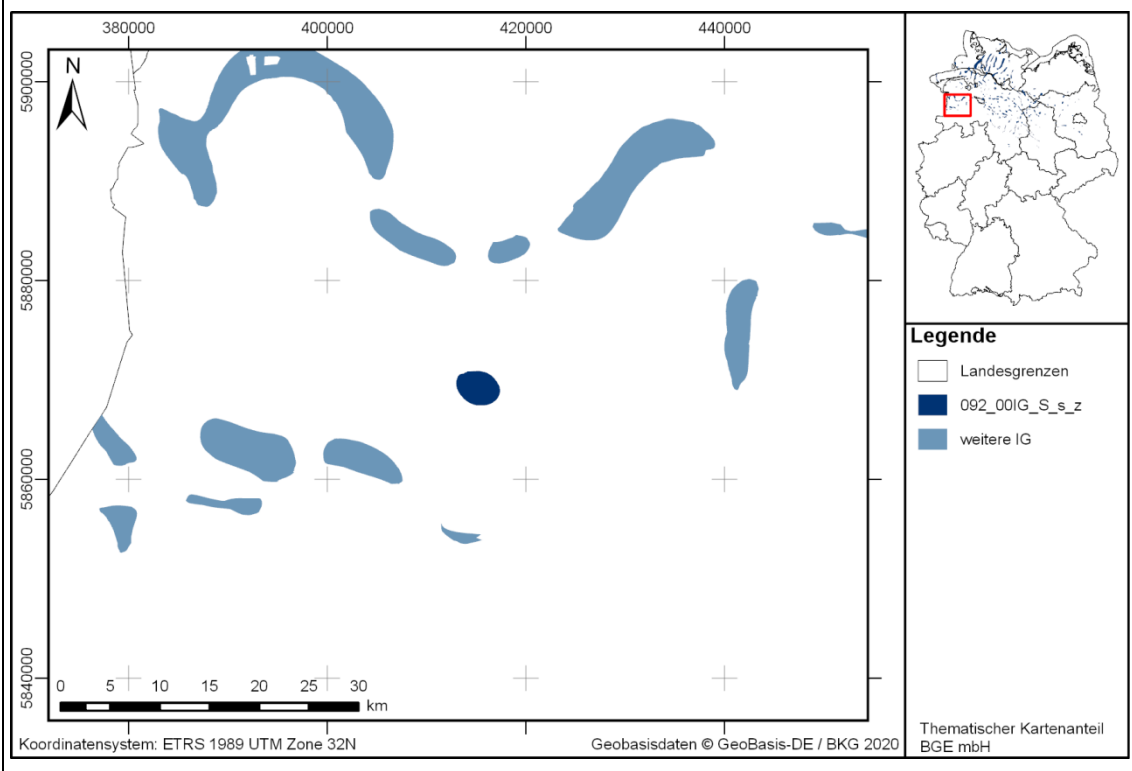 380000 400000 420000 440000
5900000
5880000
5860000
5840000
N
0 5 10 15 20 25 30
km
Koordinatensystem: ETRS 1989 UTM Zone 32N
Geobasisdaten © GeoBasis-DE / BKG 2020
Legende
Landesgrenzen
092_00IG_S_s_z
weitere IG
Thematischer Kartenanteil
BGE mbH